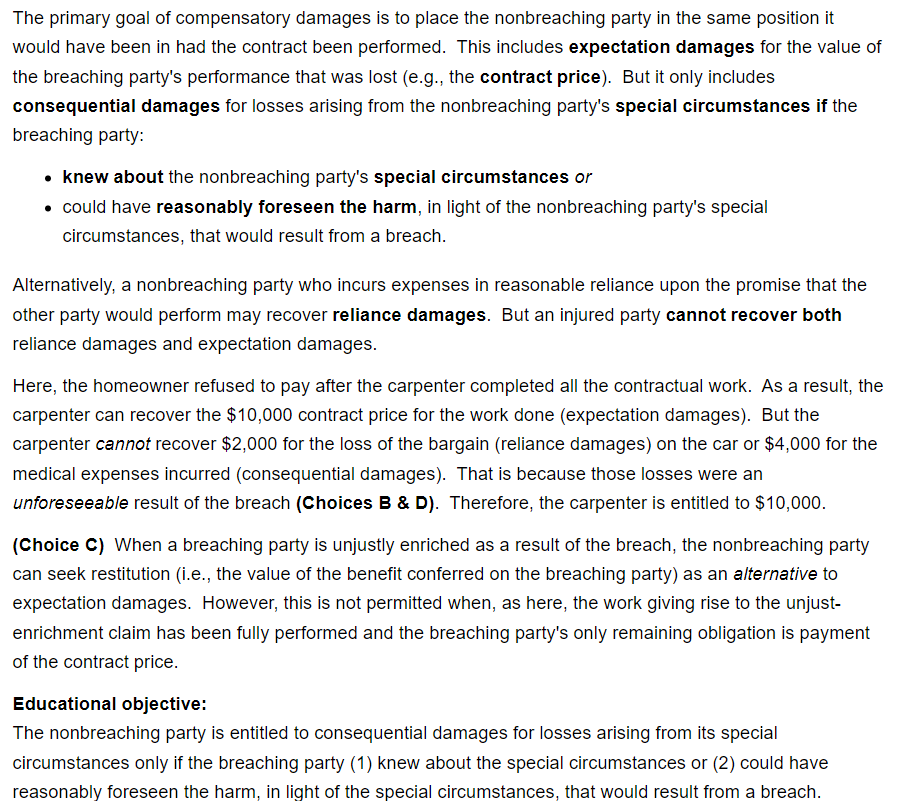 The primary goal of compensatory damages is to place the nonbreaching party in the same position it
would have been in had the contract been performed.  This includes expectation damages for the value of
the breaching party's performance that was lost (e.g., the contract price).  But it only includes
consequential damages for losses arising from the nonbreaching party's special circumstances if the
breaching party:
• knew about the nonbreaching party's special circumstances or
• could have reasonably foreseen the harm, in light of the nonbreaching party's special
circumstances, that would result from a breach.
Alternatively, a nonbreaching party who incurs expenses in reasonable reliance upon the promise that the
other party would perform may recover reliance damages.  But an injured party cannot recover both
reliance damages and expectation damages.
Here, the homeowner refused to pay after the carpenter completed all the contractual work.  As a result, the
carpenter can recover the $10,000 contract price for the work done (expectation damages).  But the
carpenter cannot recover $2,000 for the loss of the bargain (reliance damages) on the car or $4,000 for the
medical expenses incurred (consequential damages).  That is because those losses were an
unforeseeable result of the breach (Choices B & D).  Therefore, the carpenter is entitled to $10,000.
(Choice C)  When a breaching party is unjustly enriched as a result of the breach, the nonbreaching party
can seek restitution (i.e., the value of the benefit conferred on the breaching party) as an alternative to
expectation damages.  However, this is not permitted when, as here, the work giving rise to the unjust-
enrichment claim has been fully performed and the breaching party's only remaining obligation is payment
of the contract price.
Educational objective:
The nonbreaching party is entitled to consequential damages for losses arising from its special
circumstances only if the breaching party (1) knew about the special circumstances or (2) could have
reasonably foreseen the harm, in light of the special circumstances, that would result from a breach.